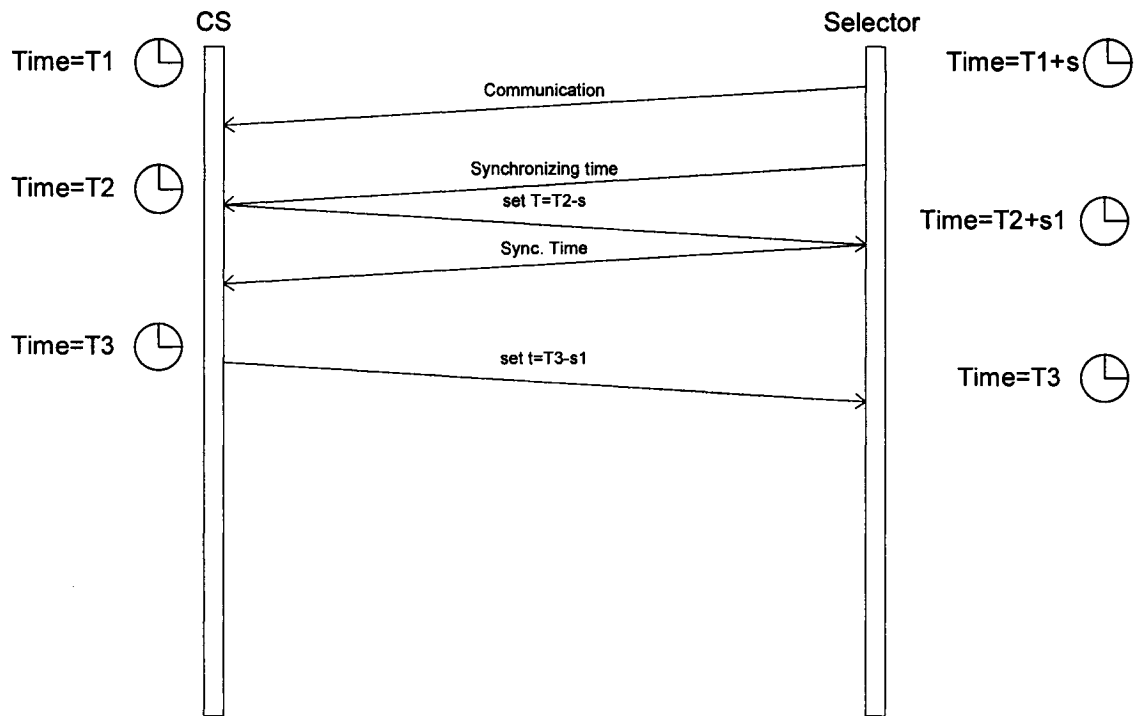 CS
Selector
Time=T1
Time=T1+s
Communication
Synchronizing time
Time=T2
set T=T2-s
Time=T2+s1
Sync. Time
Time=T3
set t=T3-s1
Time=T3